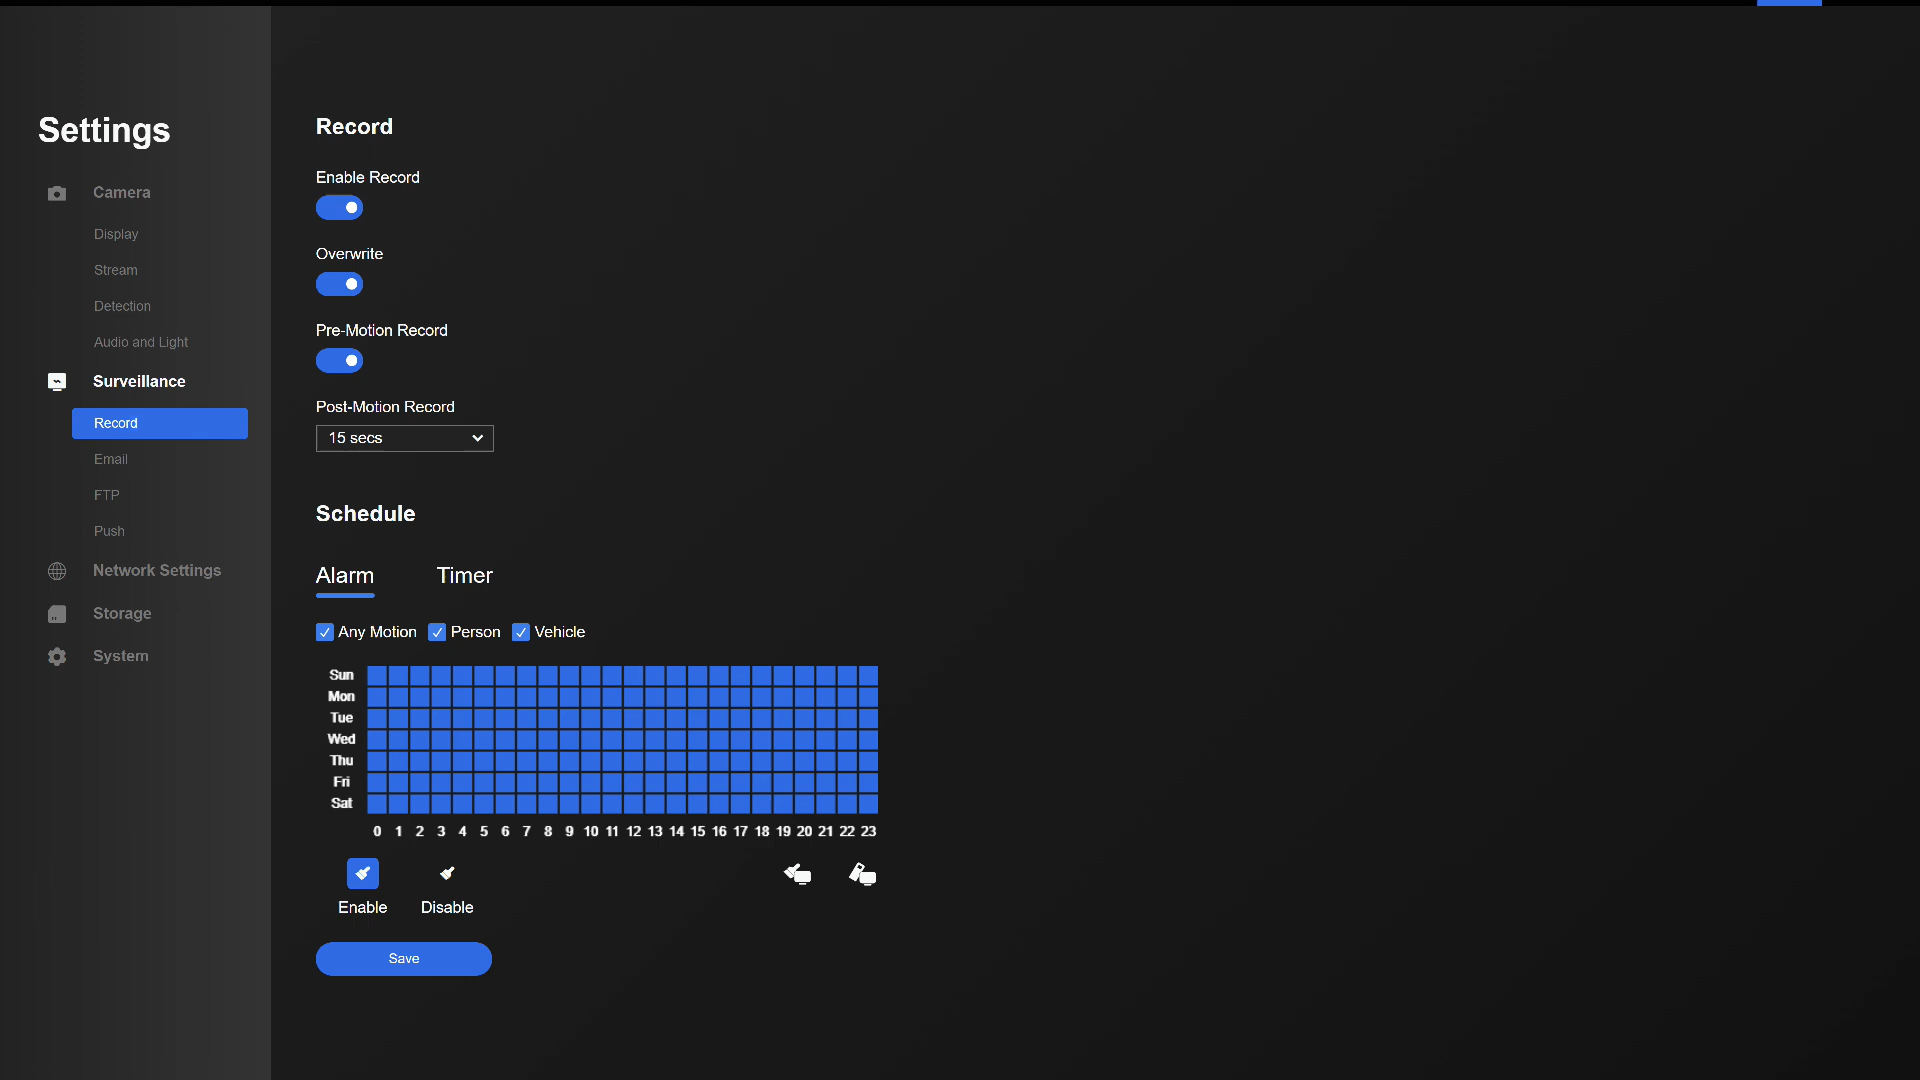 Settings
Camera
Display
Stream
Detection
Audio and Light
Surveillance
Record
Email
FTP
Push
Network Settings
Storage
System
Record
Enable Record
Overwrite
Pre-Motion Record
Post-Motion Record
15 secs
Schedule
Alarm Timer
Any Motion Person Vehicle
Sun
Mon
Tue
Wed
Thu
Fri
Sat
0 1 2 3 4 5 6 7 8 9 10 11 12 13 14 15 16 17 18 19 20 21 22 23
Enable Disable
Save